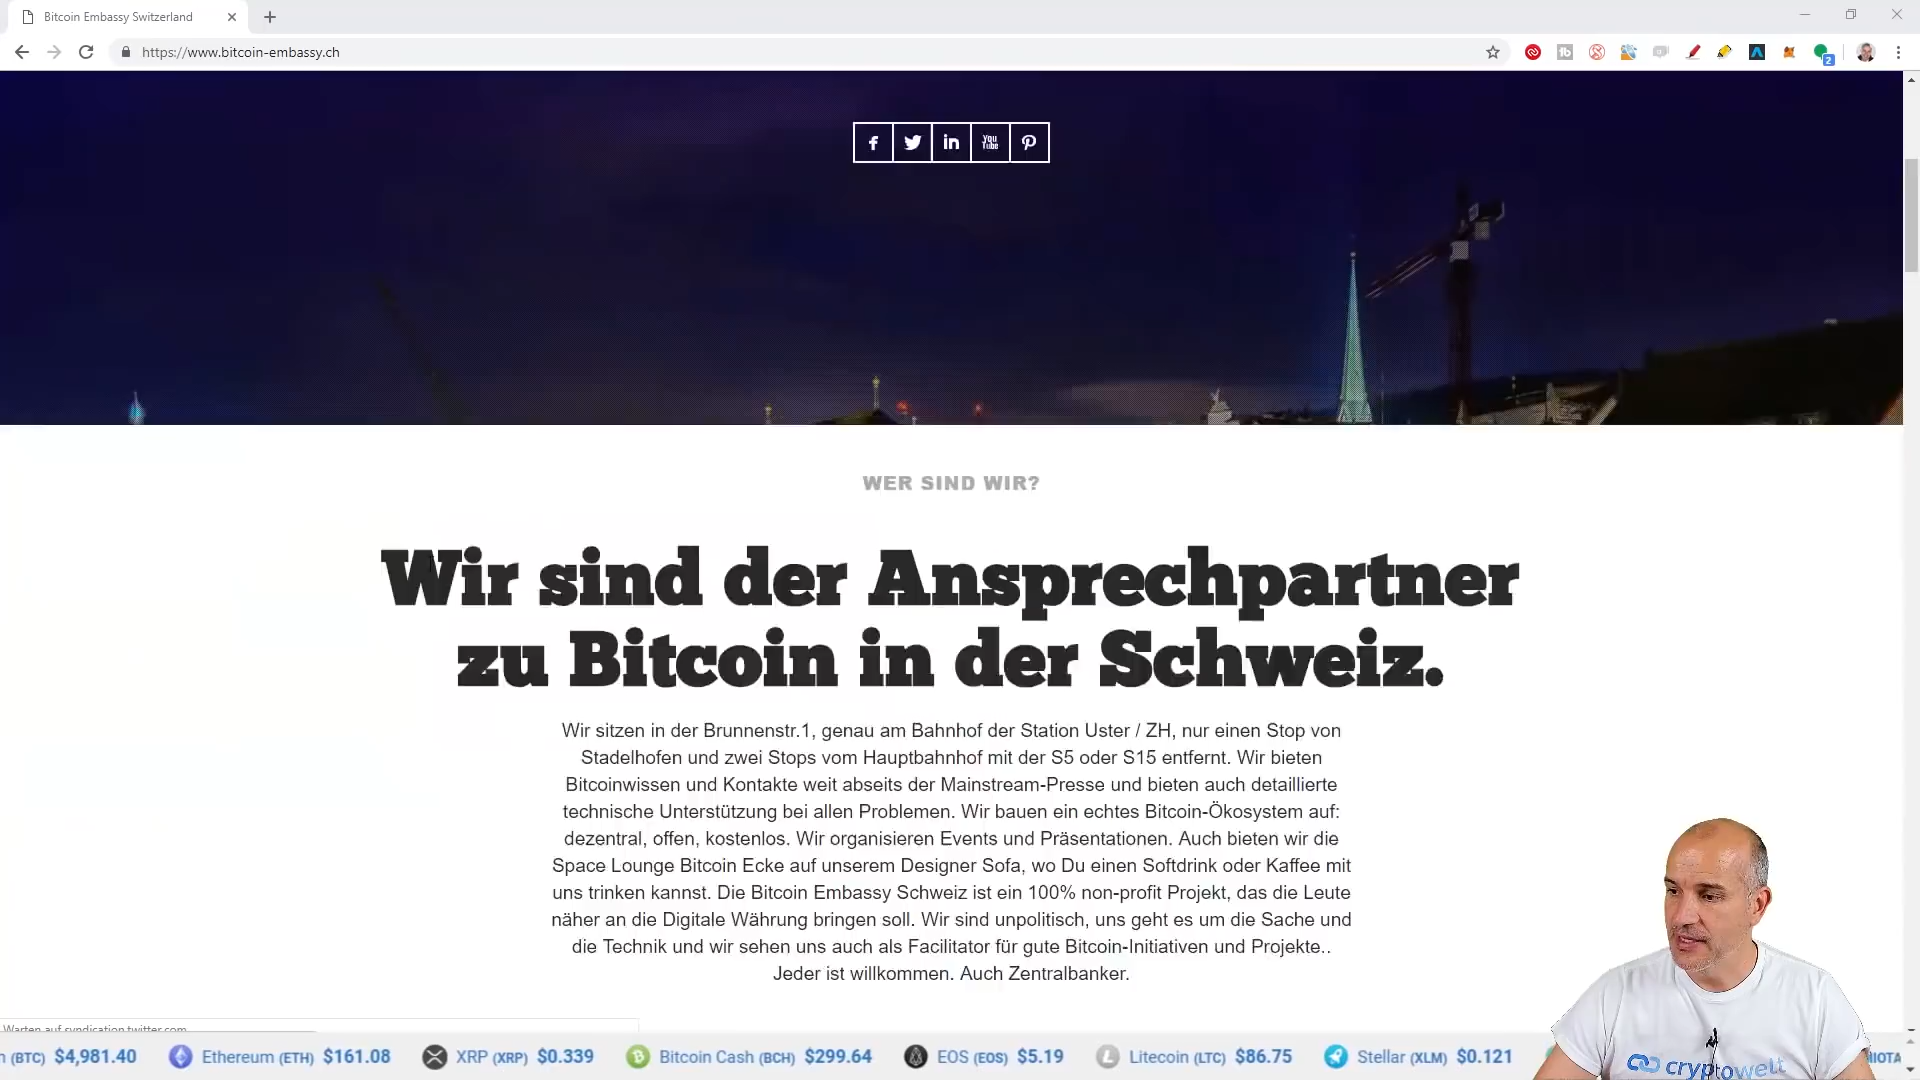 Bitcoin Embassy Switzerland
https://www.bitcoin-embassy.ch
2
You
Tube
WER SIND WIR?
Wir sind der Ansprechpartner
zu Bitcoin in der Schweiz.
Wir sitzen in der Brunnenstr.1, genau am Bahnhof der Station Uster / ZH, nur einen Stop von
Stadelhofen und zwei Stops vom Hauptbahnhof mit der S5 oder S15 entfernt. Wir bieten
Bitcoinwissen und Kontakte weit abseits der Mainstream-Presse und bieten auch detaillierte
technische Unterstützung bei allen Problemen. Wir bauen ein echtes Bitcoin-Ökosystem auf:
dezentral, offen, kostenlos. Wir organisieren Events und Präsentationen. Auch bieten wir die
Space Lounge Bitcoin Ecke auf unserem Designer Sofa, wo Du einen Softdrink oder Kaffee mit
uns trinken kannst. Die Bitcoin Embassy Schweiz ist ein 100% non-profit Projekt, das die Leute
näher an die Digitale Währung bringen soll. Wir sind unpolitisch, uns geht es um die Sache und
die Technik und wir sehen uns auch als Facilitator für gute Bitcoin-Initiativen und Projekte..
Jeder ist willkommen. Auch Zentralbanker.
Warten auf syndication.twitter.com
n (BTC) $4,981.40 Ethereum (ETH) $161.08 XRP (XRP) $0.339 Bitcoin Cash (BCH) $299.64 EOS (EOS) $5.19 Litecoin (LTC) $86.75 Stellar (XLM) $0.121 IOTA
cryptowelt